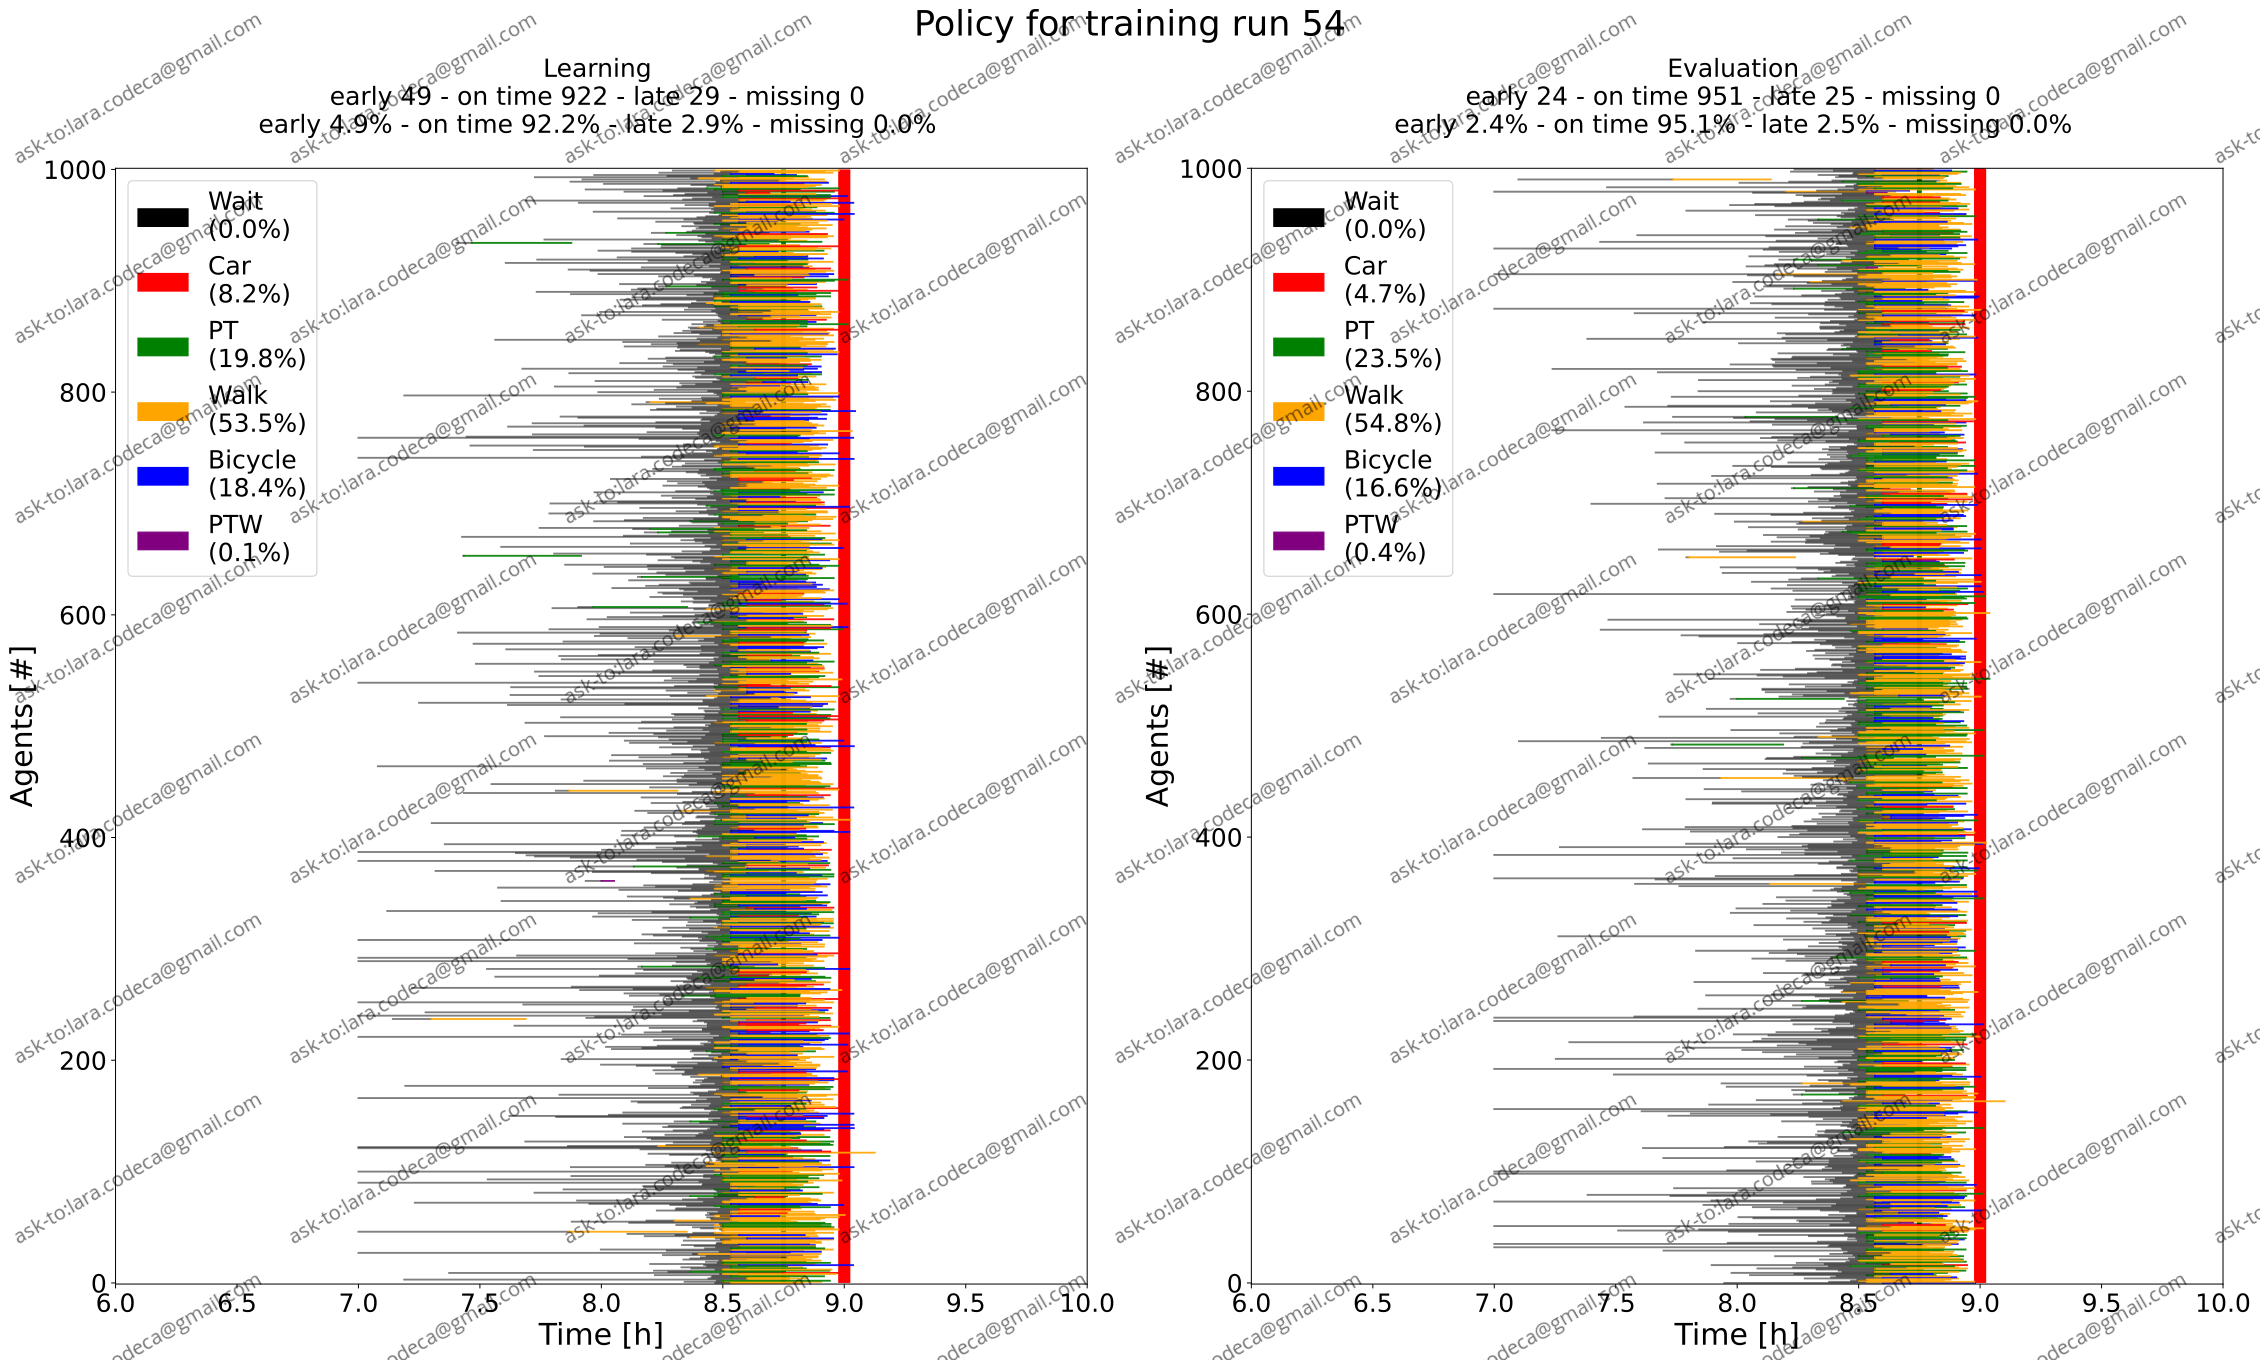 Policy for training run 54
Learning
early 49 - on time 922 - late 29 - missing 0
early 4.9% - on time 92.2% - late 2.9% - missing 0.0%
Evaluation
early 24 - on time 951 - late 25 - missing 0
early 2.4% - on time 95.1% - late 2.5% - missing 0.0%
Agents [#]
1000
800
600
400
200
0
Wait
(0.0%)
Car
(8.2%)
PT
(19.8%)
Walk
(53.5%)
Bicycle
(18.4%)
PTW
(0.1%)
6.0 6.5 7.0 7.5 8.0 8.5 9.0 9.5 10.0
Time [h]
Agents [#]
1000
800
600
400
200
0
Wait
(0.0%)
Car
(4.7%)
PT
(23.5%)
Walk
(54.8%)
Bicycle
(16.6%)
PTW
(0.4%)
6.0 6.5 7.0 7.5 8.0 8.5 9.0 9.5 10.0
Time [h]
ask-to:lara.codeca@gmail.com